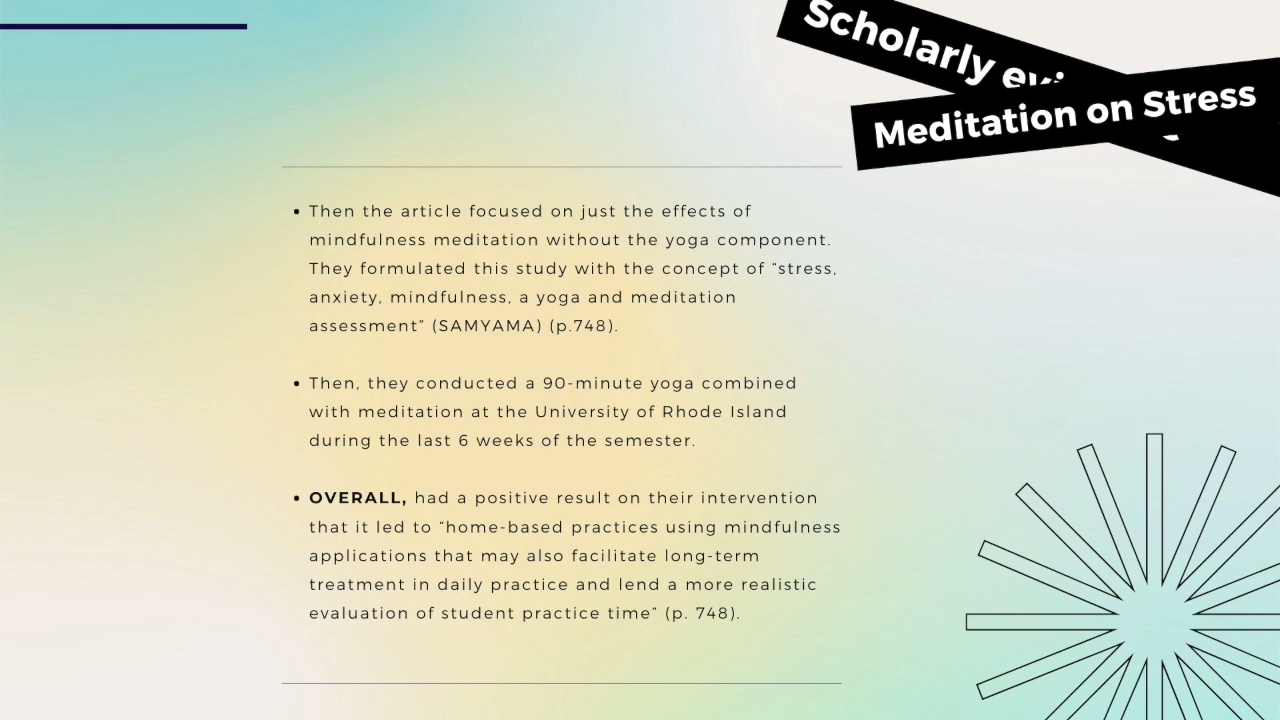 Scholarly
Meditation on Stress
• Then the article focused on just the effects of
mindfulness meditation without the yoga component.
They formulated this study with the concept of “stress,
anxiety, mindfulness, a yoga and meditation
assessment” (SAMYAMA) (p.748).
• Then, they conducted a 90-minute yoga combined
with meditation at the University of Rhode Island
during the last 6 weeks of the semester.
• OVERALL, had a positive result on their intervention
that it led to “home-based practices using mindfulness
applications that may also facilitate long-term
treatment in daily practice and lend a more realistic
evaluation of student practice time” (p. 748).